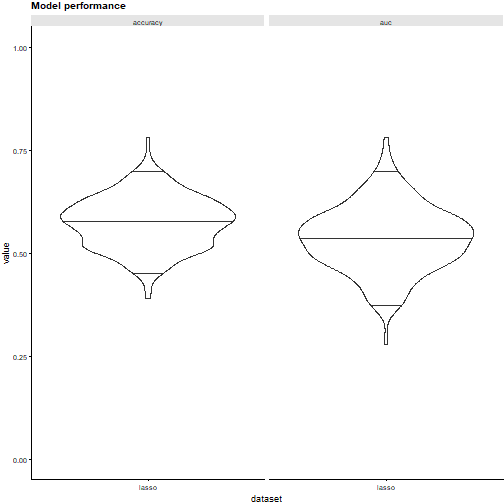 Model performance
accuracy
auc
1.00
0.75
0.50
0.25
0.00
value
lasso
lasso
dataset